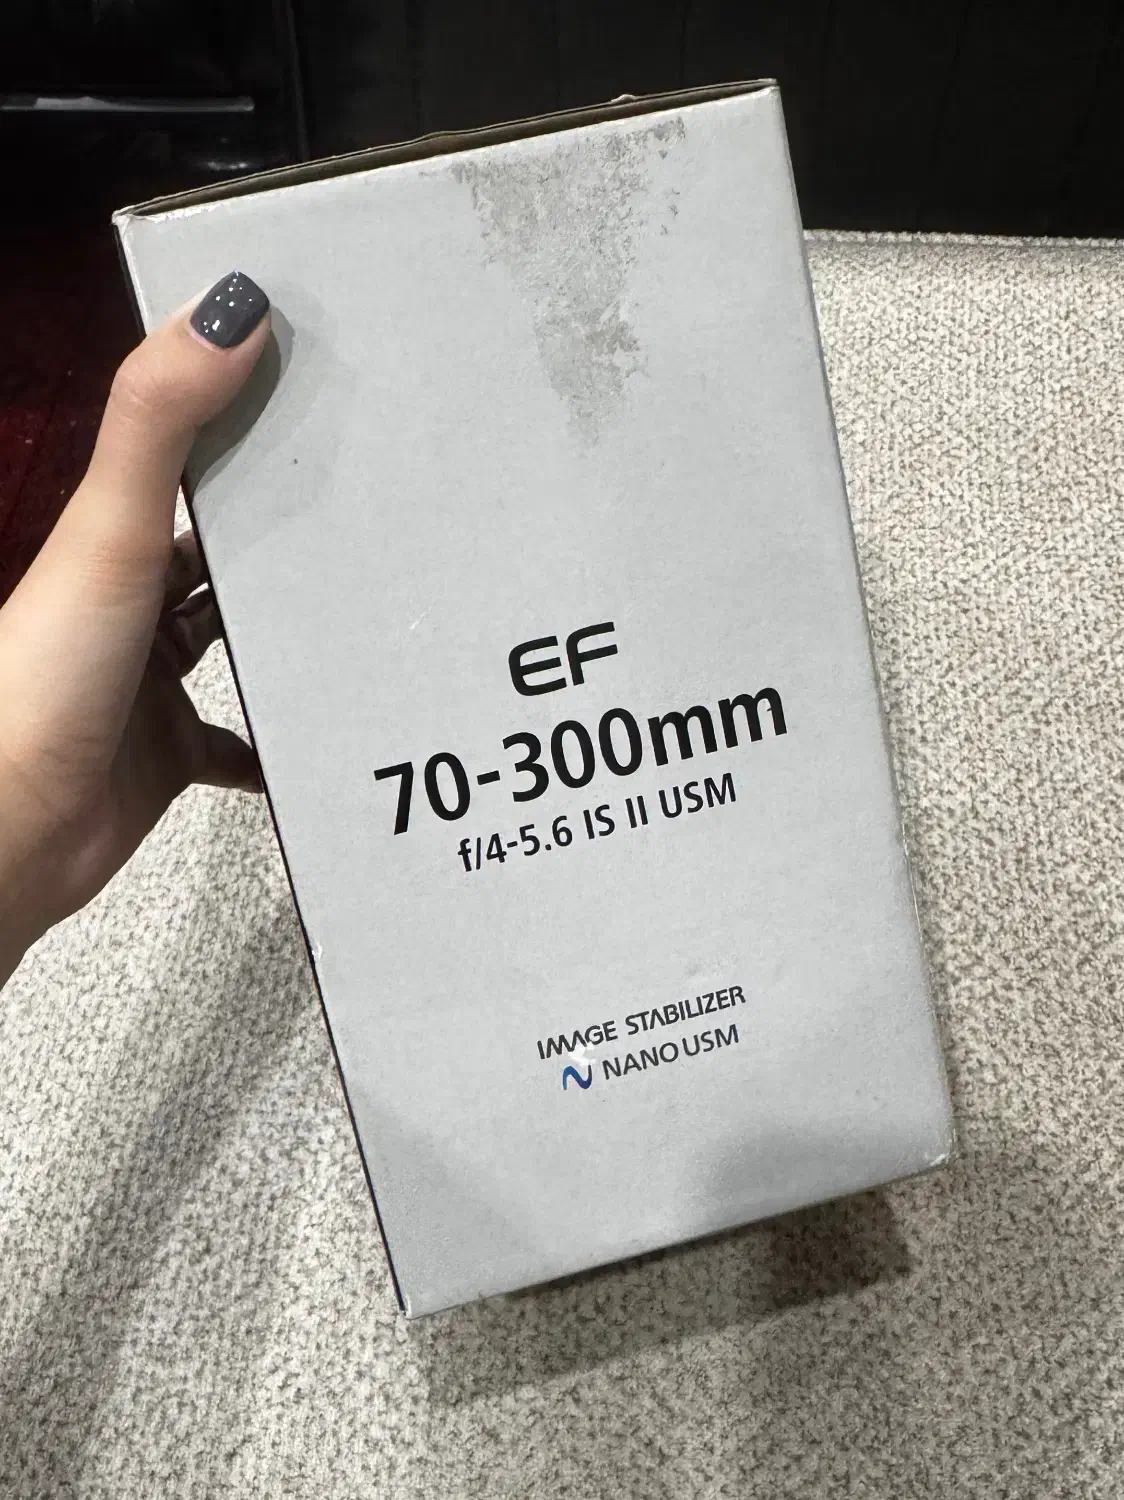 EF
70-300mm
f/4-5.6 IS II USM
IMAGE STABILIZER
NANO USM